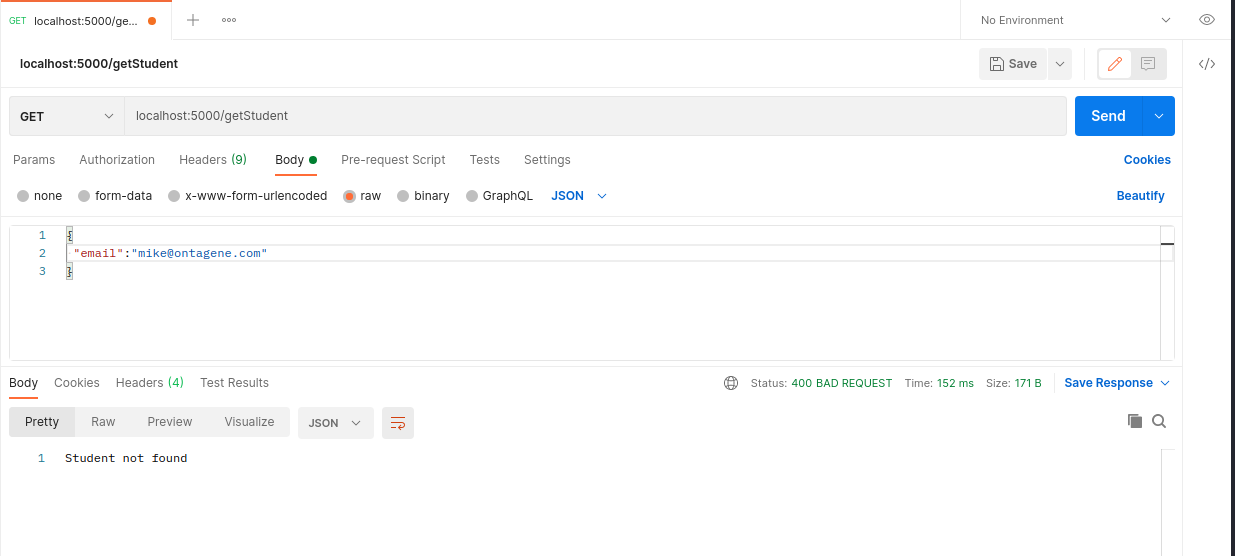 GET localhost:5000/ge... No Environment
localhost:5000/getStudent Save
GET localhost:5000/getStudent Send
Params Authorization Headers (9) Body Pre-request Script Tests Settings Cookies
none form-data x-www-form-urlencoded raw binary GraphQL JSON Beautify
1 {
2 "email":"mike@ontagene.com"
3 }
Body Cookies Headers (4) Test Results Status: 400 BAD REQUEST Time: 152 ms Size: 171 B Save Response
Pretty Raw Preview Visualize JSON
1 Student not found